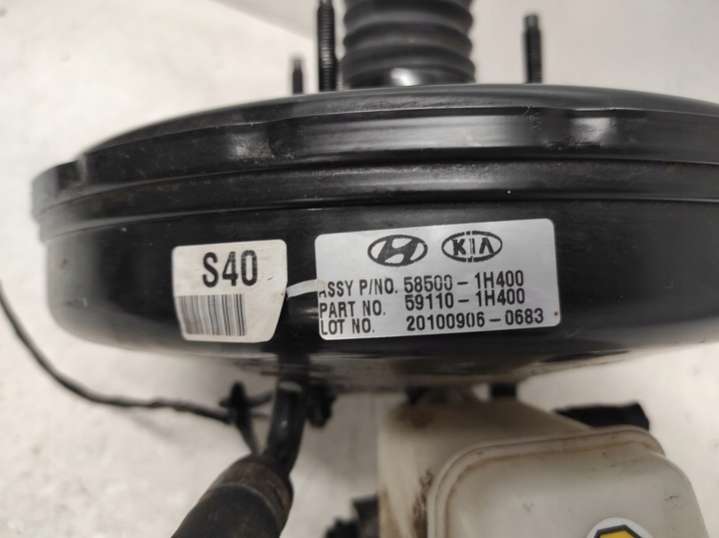 S40
KIA
ASSY P/NO. 58500-1H400
PART NO. 59110-1H400
LOT NO. 20100906-0683